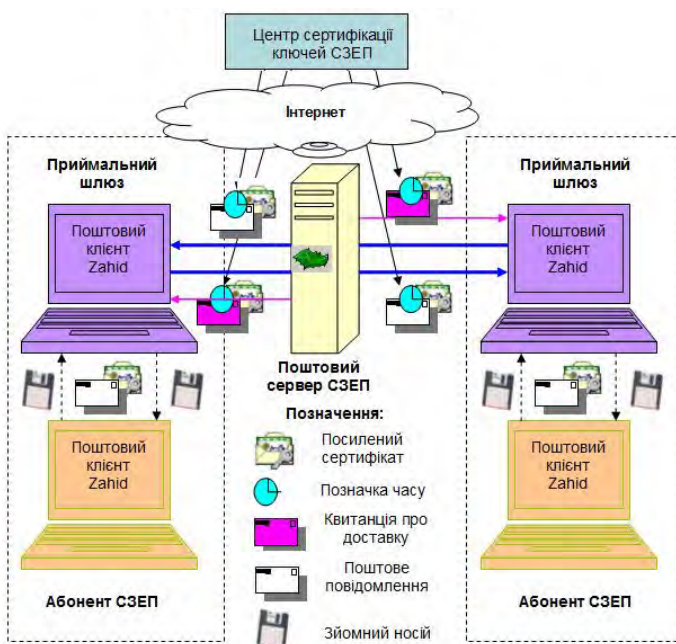 Центр сертифікації
ключей СЗЕП
Інтернет
Приймальний
шлюз
Приймальний
шлюз
Поштовий
клієнт
Zahid
Поштовий
клієнт
Zahid
Поштовий
сервер СЗЕП
Поштовий
клієнт
Zahid
Поштовий
клієнт
Zahid
Позначення:
Посилений
сертифікат
Позначка часу
Квитанція про
доставку
Поштове
повідомлення
Зйомний носій
Абонент СЗЕП
Абонент СЗЕП